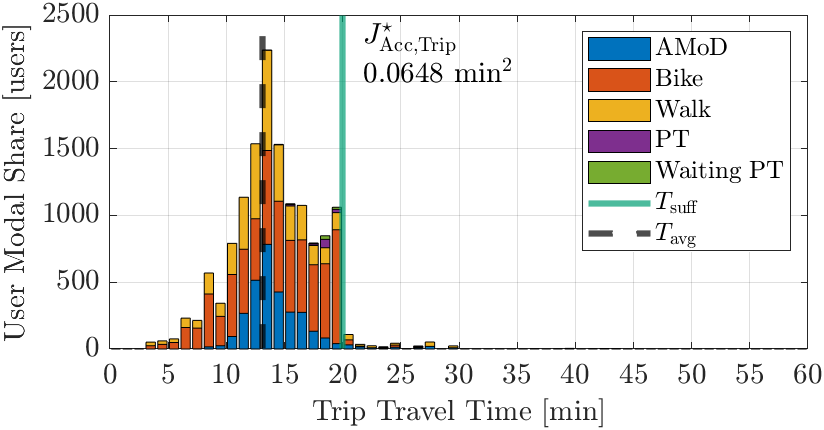 2500
2000
1500
1000
500
0
User Modal Share [users]
J⋆Acc,Trip
0.0648 min²
AMoD
Bike
Walk
PT
Waiting PT
Tsuff
Tavg
0 5 10 15 20 25 30 35 40 45 50 55 60
Trip Travel Time [min]